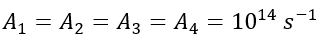 A₁ = A₂ = A₃ = A₄ = 10¹⁴ s⁻¹